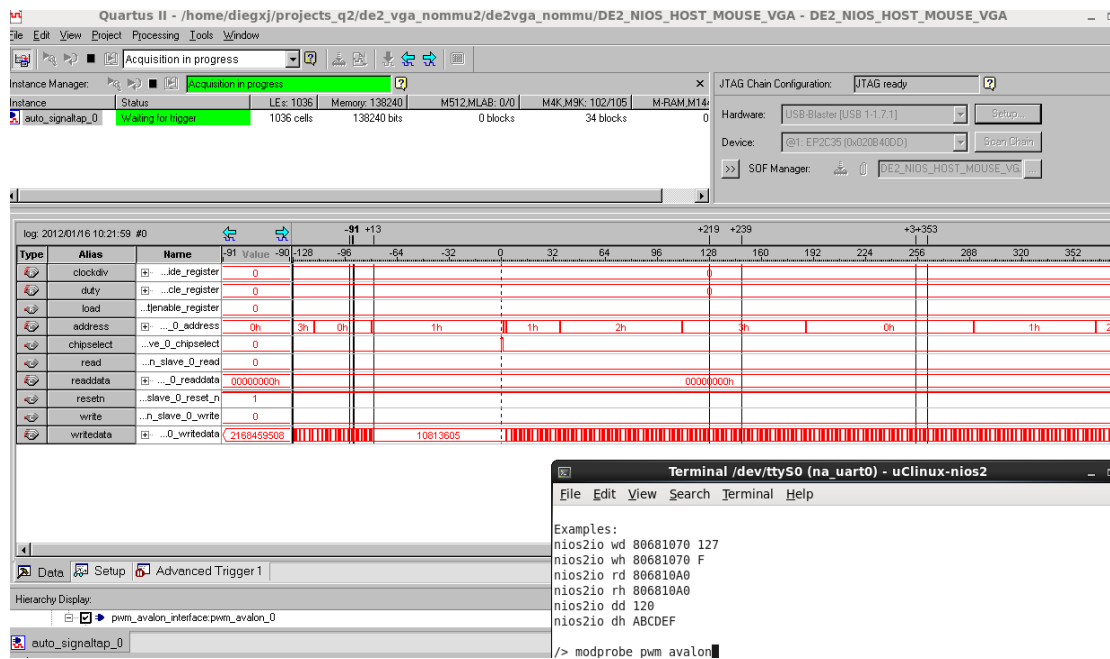 Quartus II - /home/diegxj/projects_q2/de2_vga_nommu2/de2vga_nommu/DE2_NIOS_HOST_MOUSE_VGA - DE2_NIOS_HOST_MOUSE_VGA
File Edit View Project Processing Tools Window
Acquisition in progress
Instance Manager: Acquisition in progress
Instance Status LEs: 1036 Memory: 138240 M512,MLAB: 0/0 M4K,M9K: 102/105 M-RAM,M144
auto_signaltap_0 Waiting for trigger 1036 cells 138240 bits 0 blocks 34 blocks 0
JTAG Chain Configuration: JTAG ready
Hardware: USB-Blaster [USB 1-1.7.1] Setup...
Device: @1: EP2C35 (0x020B40DD) Scan Chain
>> SOF Manager: DE2_NIOS_HOST_MOUSE_VG ...
log: 2012/01/16 10:21:59 #0 -91 +13 +219 +239 +3+353
Type Alias Name -91 Value -90 -128 -96 -64 -32 0 32 64 96 128 160 192 224 256 288 320 352
clockdiv ...ide_register 0 0
duty ...cle_register 0 0
load ...t|enable_register 0
address ..._0_address 0h 3h 0h 1h 1h 2h 3h 0h 1h 2
chipselect ...ve_0_chipselect 0
read ...n_slave_0_read 0
readdata ..._0_readdata 00000000h 00000000h
resetn ...slave_0_reset_n 1
write ...n_slave_0_write 0
writedata ...0_writedata 2168459508 10813605
Data Setup Advanced Trigger 1
Hierarchy Display:
pwm_avalon_interface:pwm_avalon_0
auto_signaltap_0
Terminal /dev/ttyS0 (na_uart0) - uClinux-nios2
File Edit View Search Terminal Help
Examples:
nios2io wd 80681070 127
nios2io wh 80681070 F
nios2io rd 806810A0
nios2io rh 806810A0
nios2io dd 120
nios2io dh ABCDEF
/> modprobe pwm_avalon